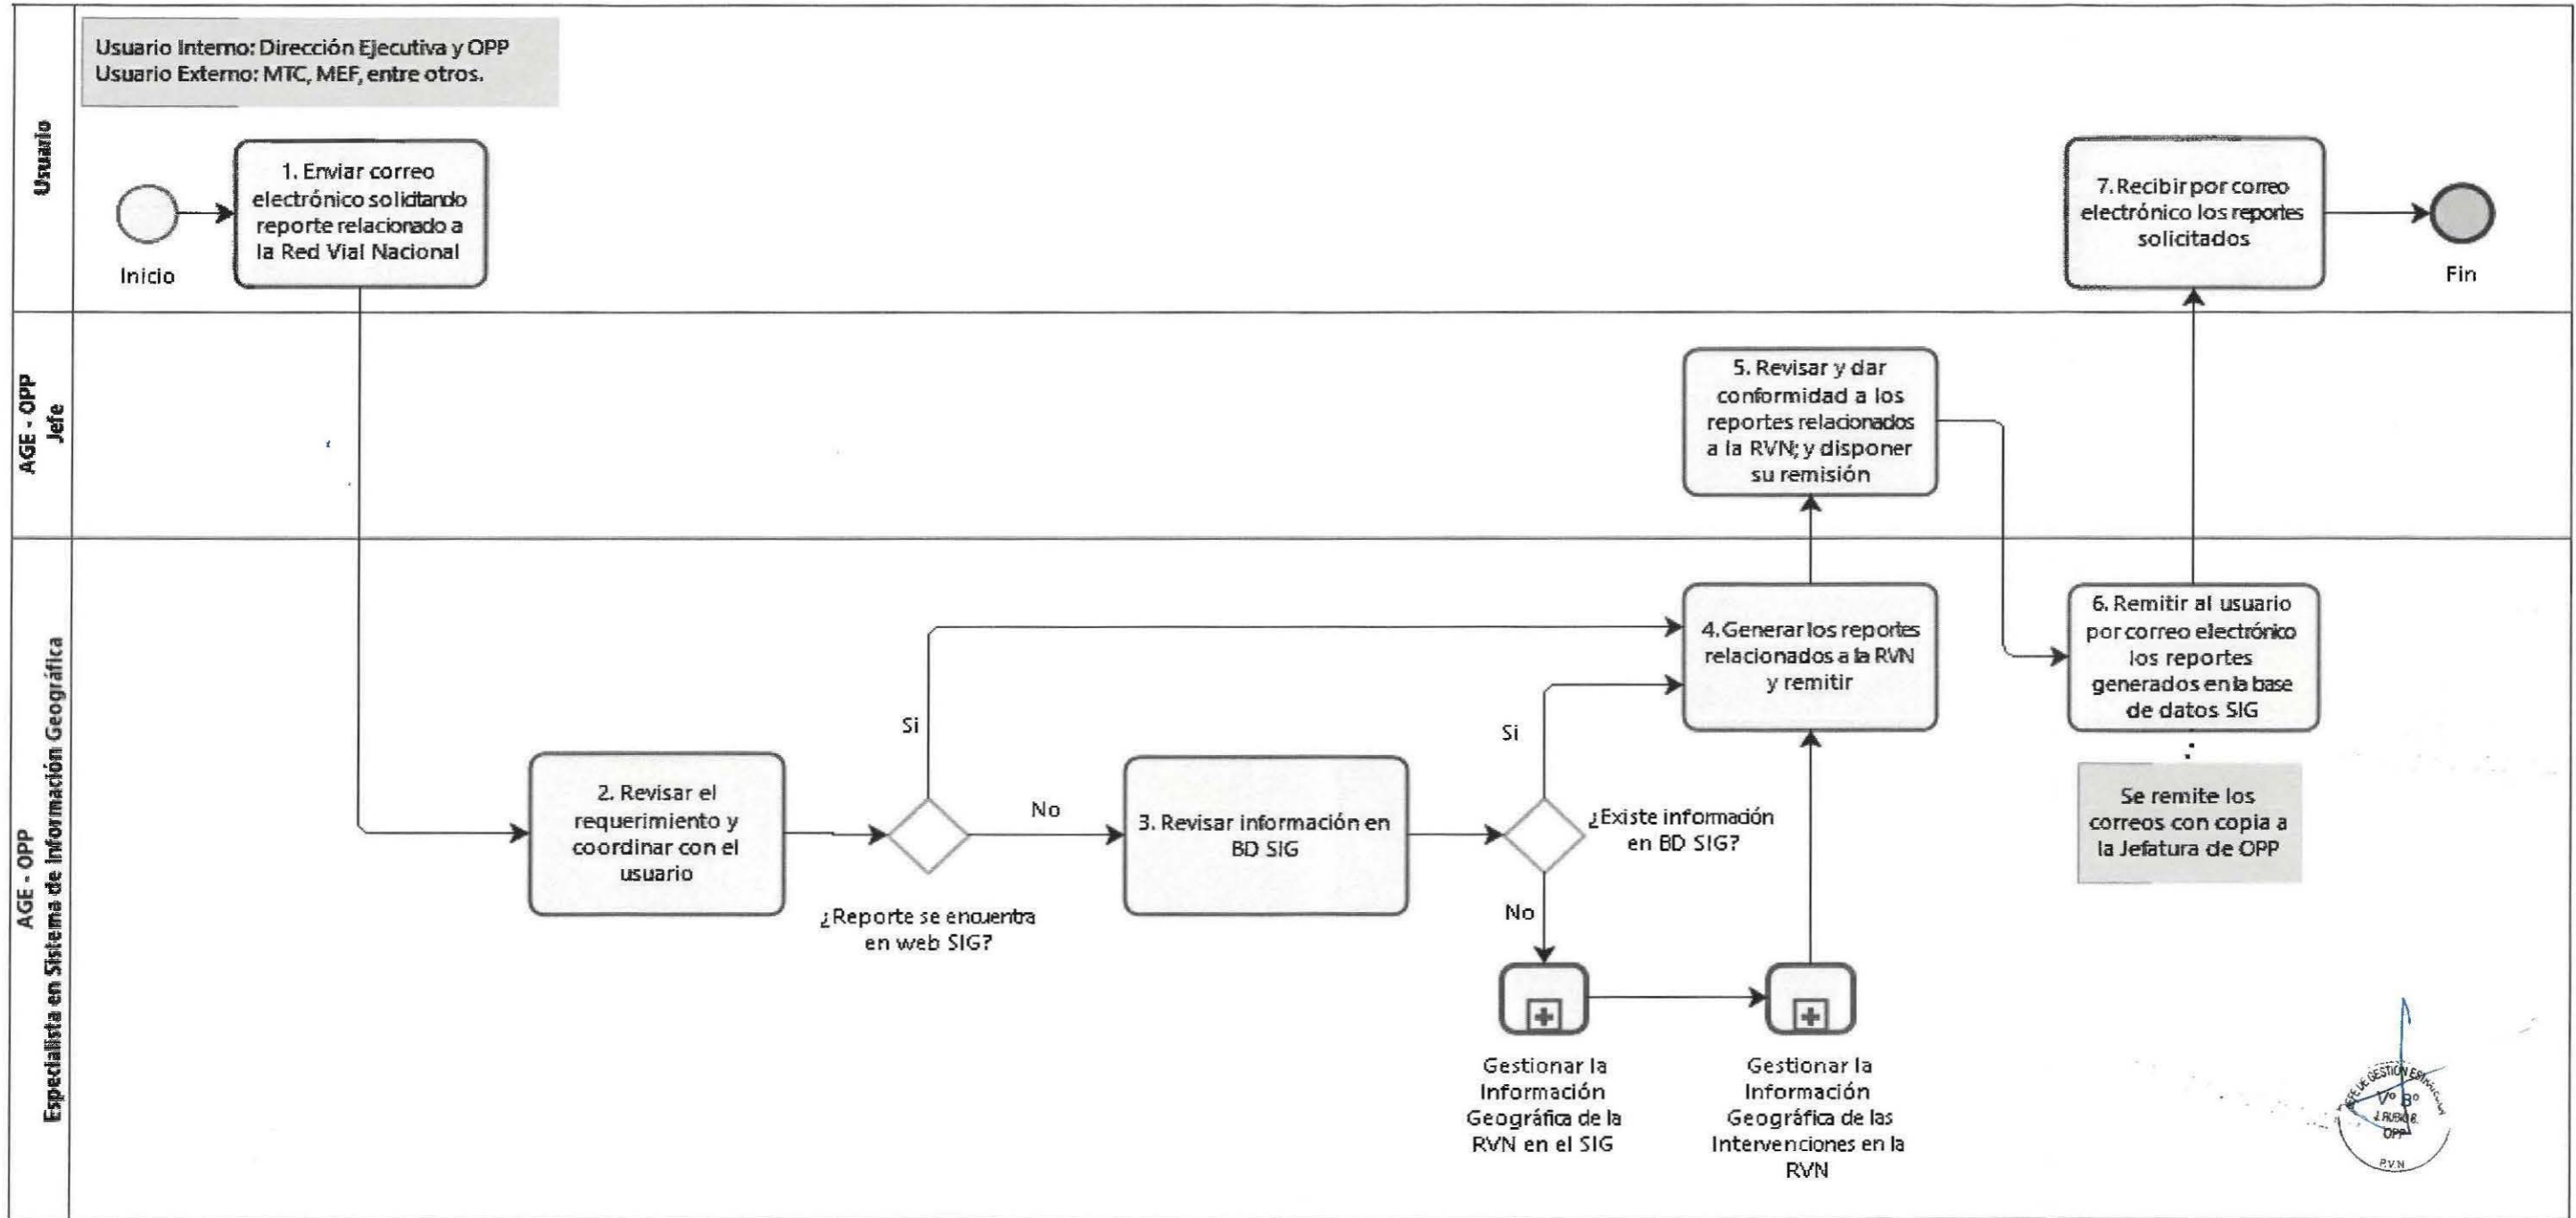 Usuario Interno: Dirección Ejecutiva y OPP
Usuario Externo: MTC, MEF, entre otros.
Usuario
Inicio
1. Enviar correo
electrónico solicitando
reporte relacionado a
la Red Vial Nacional
7. Recibir por correo
electrónico los reportes
solicitados
Fin
AGE - OPP
Jefe
5. Revisar y dar
conformidad a los
reportes relacionados
a la RVN; y disponer
su remisión
AGE - OPP
Especialista en Sistema de Información Geográfica
2. Revisar el
requerimiento y
coordinar con el
usuario
¿Reporte se encuentra
en web SIG?
Si
No
3. Revisar información en
BD SIG
¿Existe información
en BD SIG?
Si
No
4. Generar los reportes
relacionados a la RVN
y remitir
Gestionar la
Información
Geográfica de la
RVN en el SIG
Gestionar la
Información
Geográfica de las
Intervenciones en la
RVN
6. Remitir al usuario
por correo electrónico
los reportes
generados en la base
de datos SIG
Se remite los
correos con copia a
la Jefatura de OPP
DE GESTIÓN
Vº Bº
OPP
P.V.N